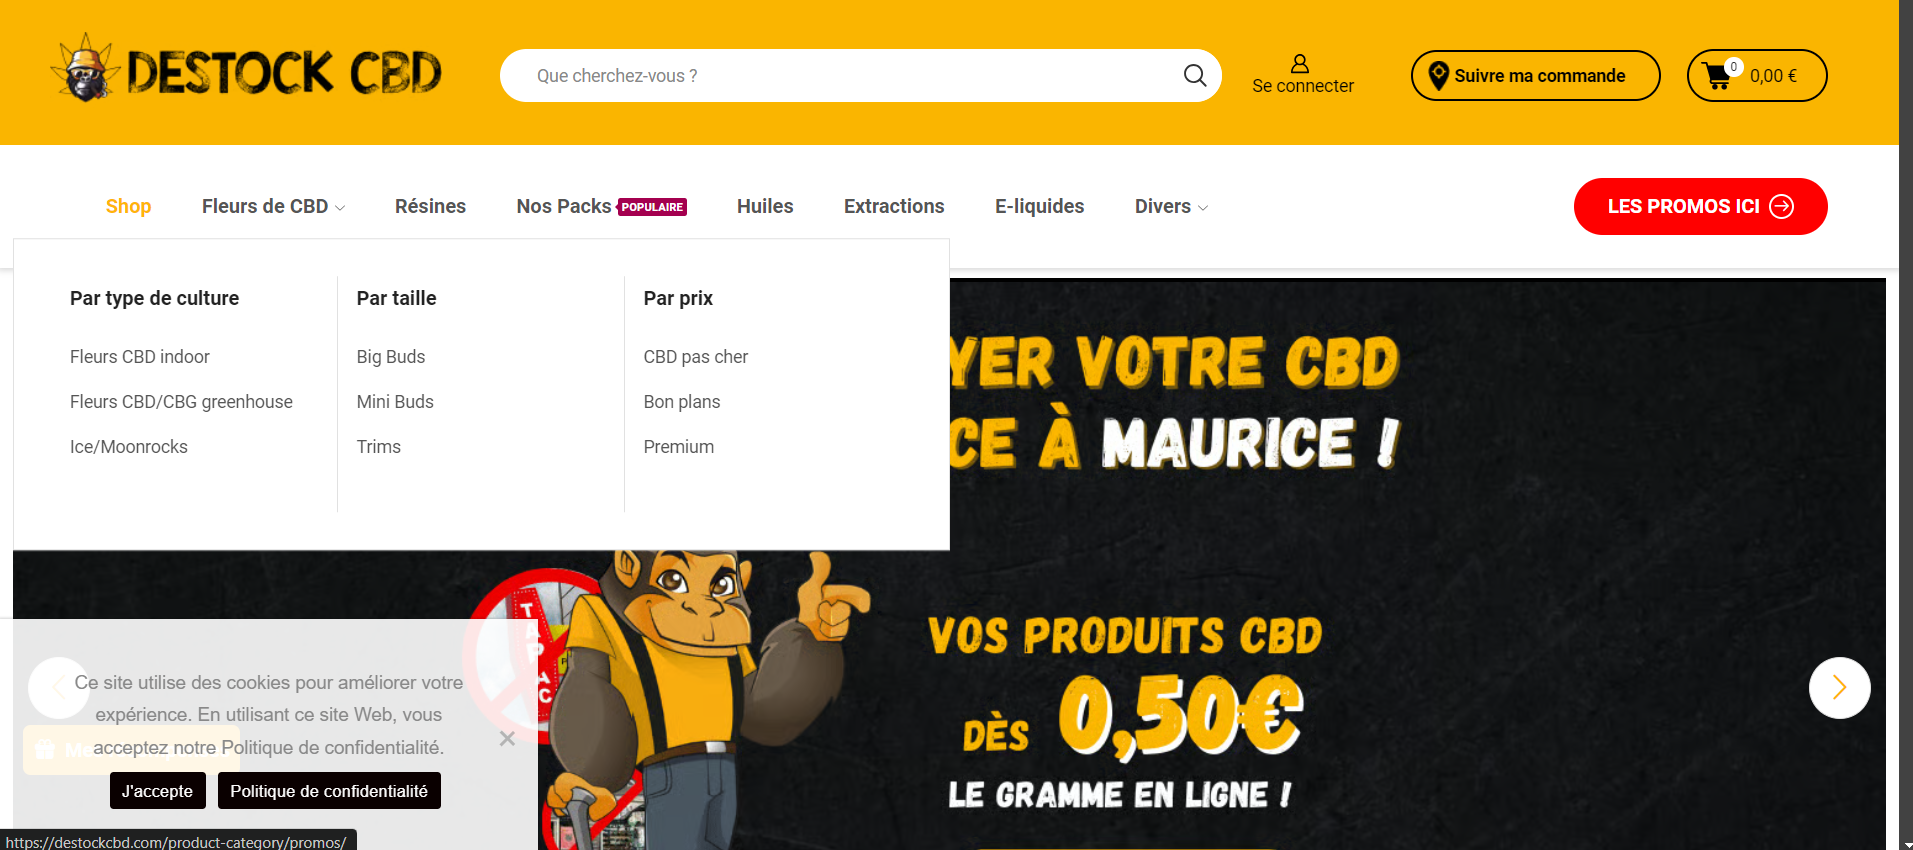 DESTOCK CBD
Que cherchez-vous ?
Se connecter
Suivre ma commande
0
0,00 €
Shop
Fleurs de CBD
Résines
Nos Packs POPULAIRE
Huiles
Extractions
E-liquides
Divers
LES PROMOS ICI
Par type de culture
Fleurs CBD indoor
Fleurs CBD/CBG greenhouse
Ice/Moonrocks
Par taille
Big Buds
Mini Buds
Trims
Par prix
CBD pas cher
Bon plans
Premium
YER VOTRE CBD
CE À MAURICE !
VOS PRODUITS CBD
DÈS 0,50€
LE GRAMME EN LIGNE !
Ce site utilise des cookies pour améliorer votre
expérience. En utilisant ce site Web, vous
acceptez notre Politique de confidentialité.
J'accepte
Politique de confidentialité
https://destockcbd.com/product-category/promos/